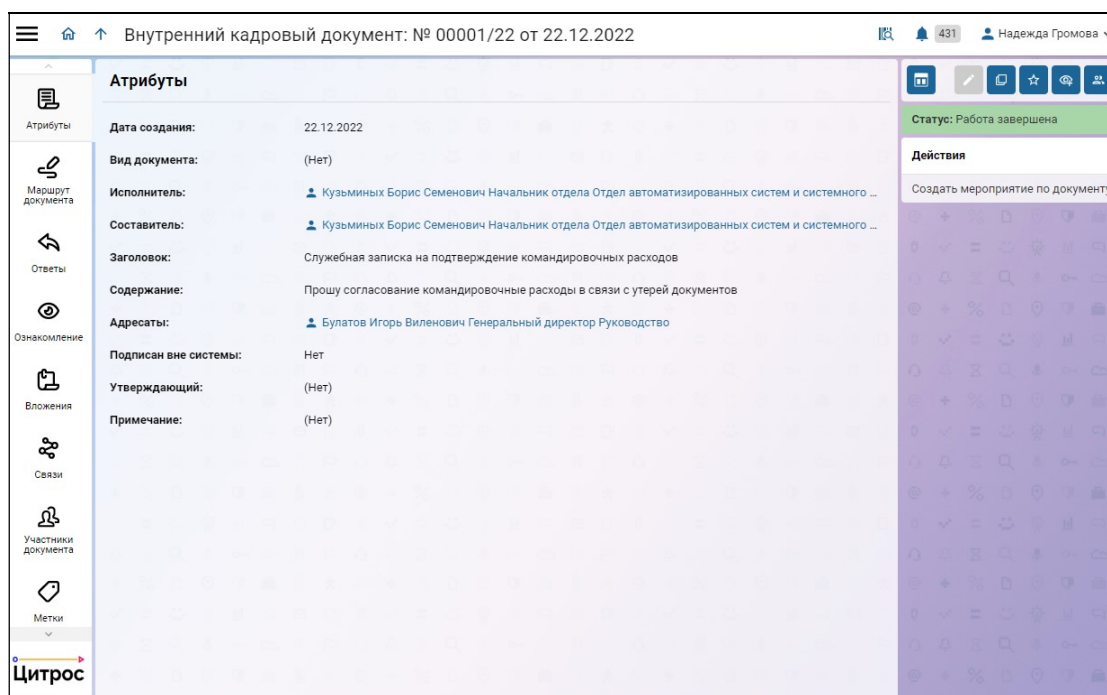 Внутренний кадровый документ: № 00001/22 от 22.12.2022
431
Надежда Громова
Атрибуты
Маршрут
документа
Ответы
Ознакомление
Вложения
Связи
Участники
документа
Метки
Цитрос
Атрибуты
Дата создания: 22.12.2022
Вид документа: (Нет)
Исполнитель: Кузьминых Борис Семенович Начальник отдела Отдел автоматизированных систем и системного ...
Составитель: Кузьминых Борис Семенович Начальник отдела Отдел автоматизированных систем и системного ...
Заголовок: Служебная записка на подтверждение командировочных расходов
Содержание: Прошу согласование командировочные расходы в связи с утерей документов
Адресаты: Булатов Игорь Виленович Генеральный директор Руководство
Подписан вне системы: Нет
Утверждающий: (Нет)
Примечание: (Нет)
Статус: Работа завершена
Действия
Создать мероприятие по документу